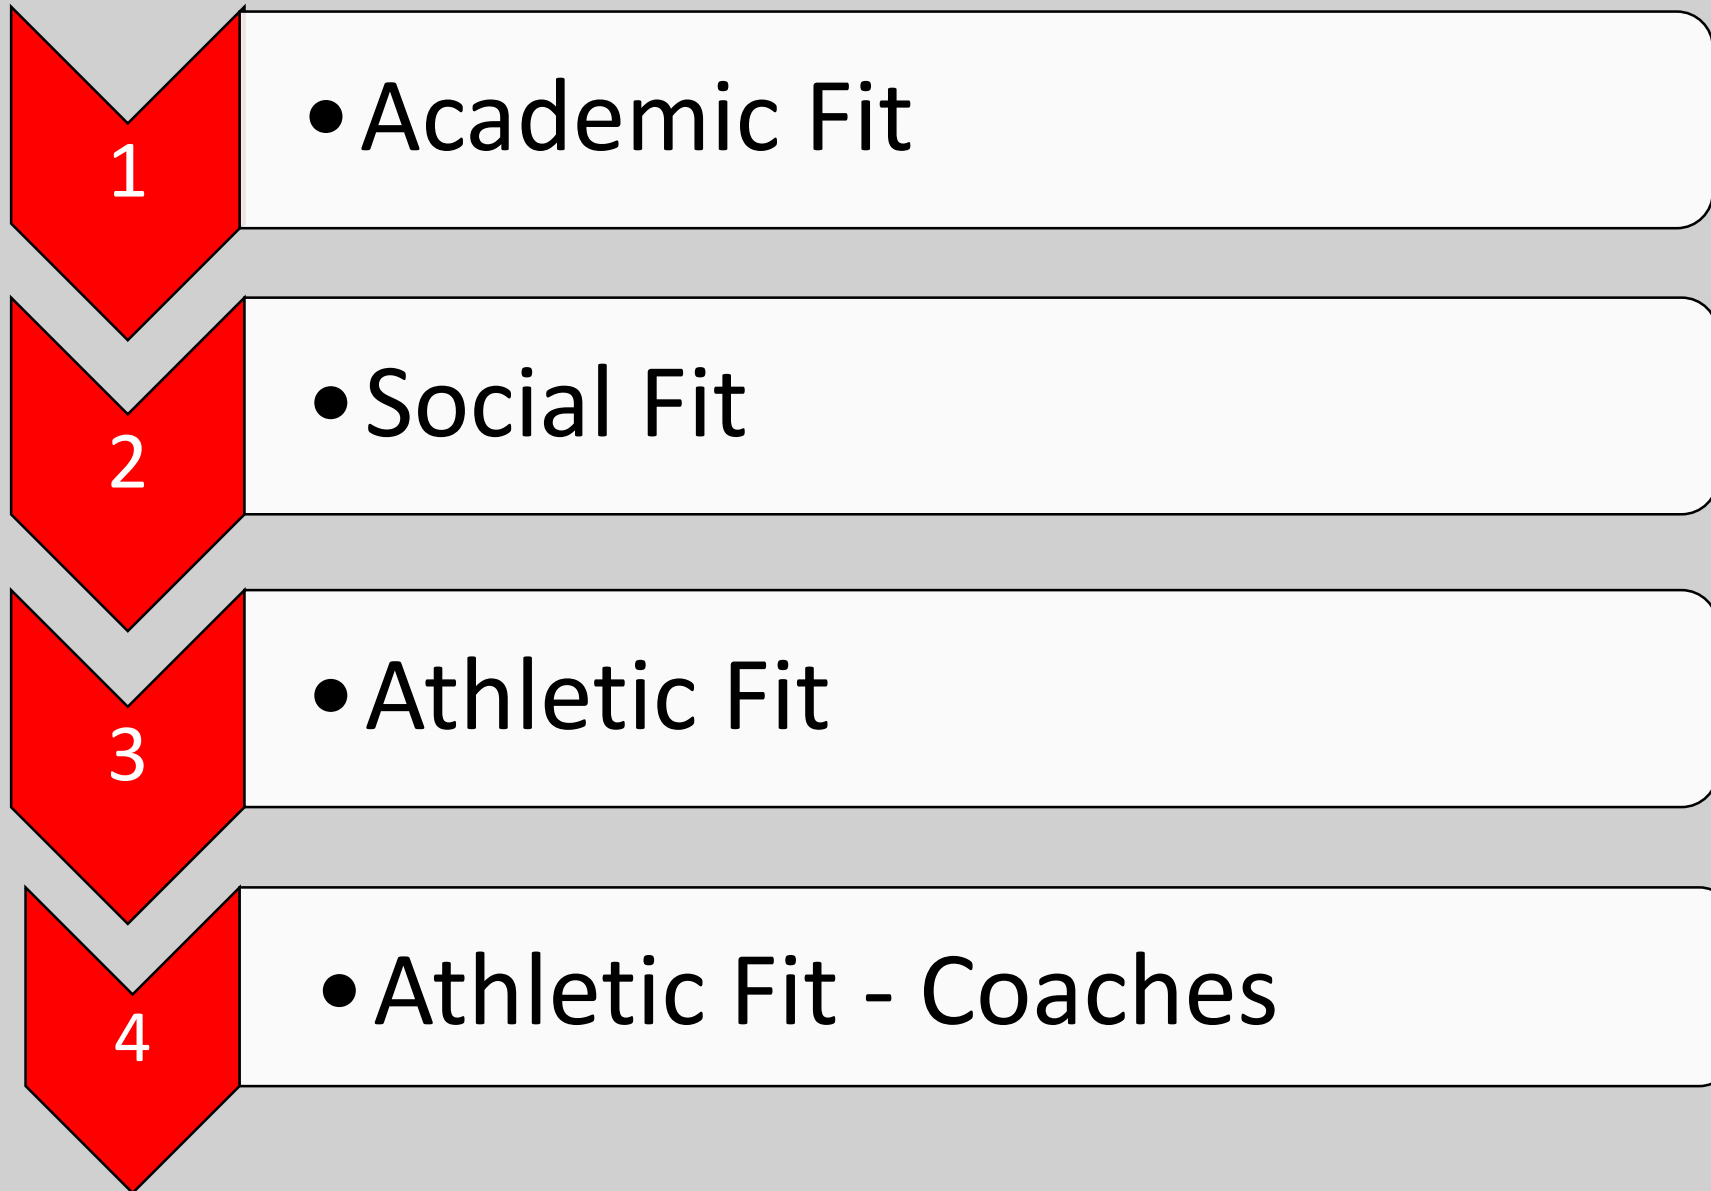 1
• Academic Fit
2
• Social Fit
3
• Athletic Fit
4
• Athletic Fit - Coaches